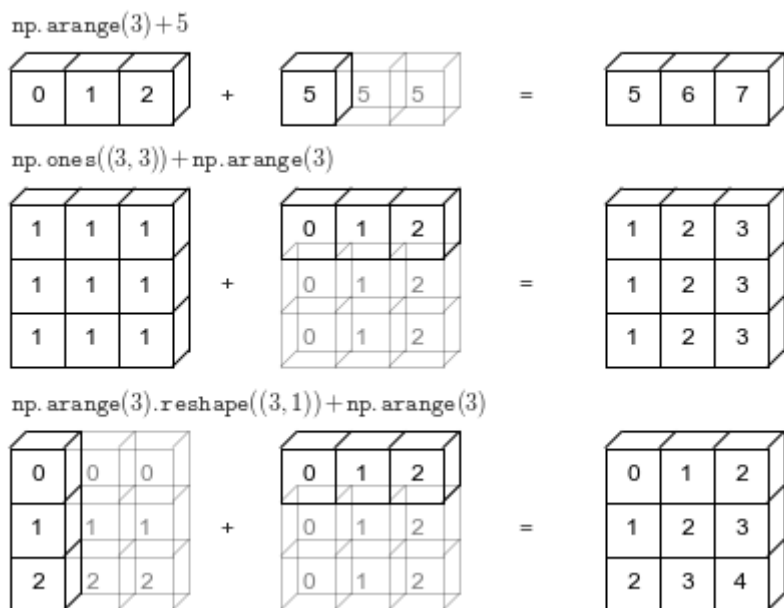 np.arange(3)+5
0 1 2 + 5 5 5 = 5 6 7
np.ones((3,3))+np.arange(3)
1 1 1 0 1 2 1 2 3
1 1 1 + 0 1 2 = 1 2 3
1 1 1 0 1 2 1 2 3
np.arange(3).reshape((3,1))+np.arange(3)
0 0 0 0 1 2 0 1 2
1 1 1 + 0 1 2 = 1 2 3
2 2 2 0 1 2 2 3 4